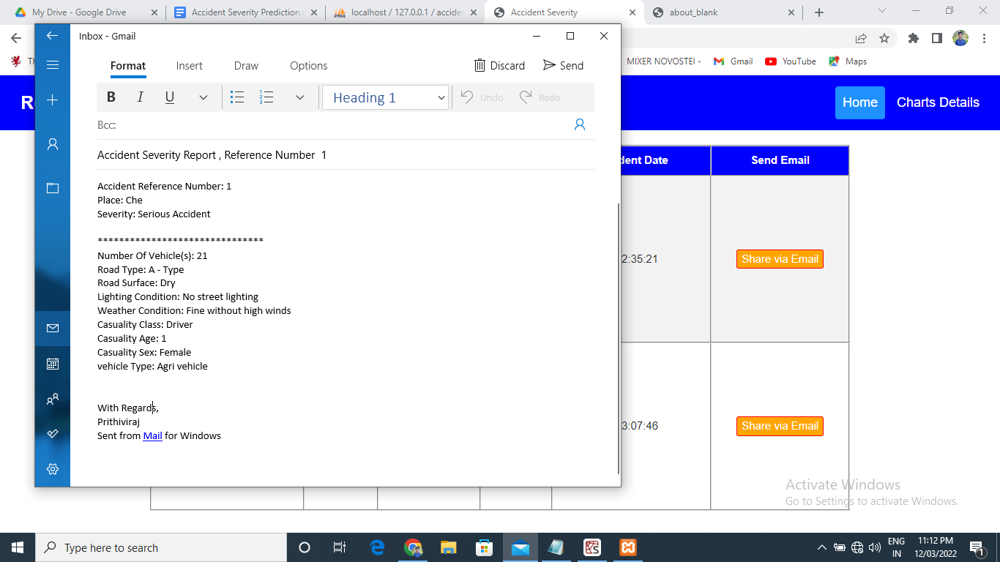 My Drive - Google Drive
Accident Severity Prediction.
localhost / 127.0.0.1 / accider
Accident Severity
about_blank
Inbox - Gmail
MIXER NOVOSTEI -
Gmail
YouTube
Maps
Format
Insert
Draw
Options
Discard
Send
B I U
Heading 1
Undo
Redo
Home
Charts Details
Bcc:
Accident Severity Report , Reference Number 1
dent Date
Send Email
Accident Reference Number: 1
Place: Che
Severity: Serious Accident
*******************************
Number Of Vehicle(s): 21
Road Type: A - Type
Road Surface: Dry
Lighting Condition: No street lighting
Weather Condition: Fine without high winds
Casuality Class: Driver
Casuality Age: 1
Casuality Sex: Female
vehicle Type: Agri vehicle
With Regards,
Prithiviraj
Sent from Mail for Windows
2:35:21
Share via Email
3:07:46
Share via Email
Activate Windows
Go to Settings to activate Windows.
Type here to search
ENG
IN
11:12 PM
12/03/2022
1